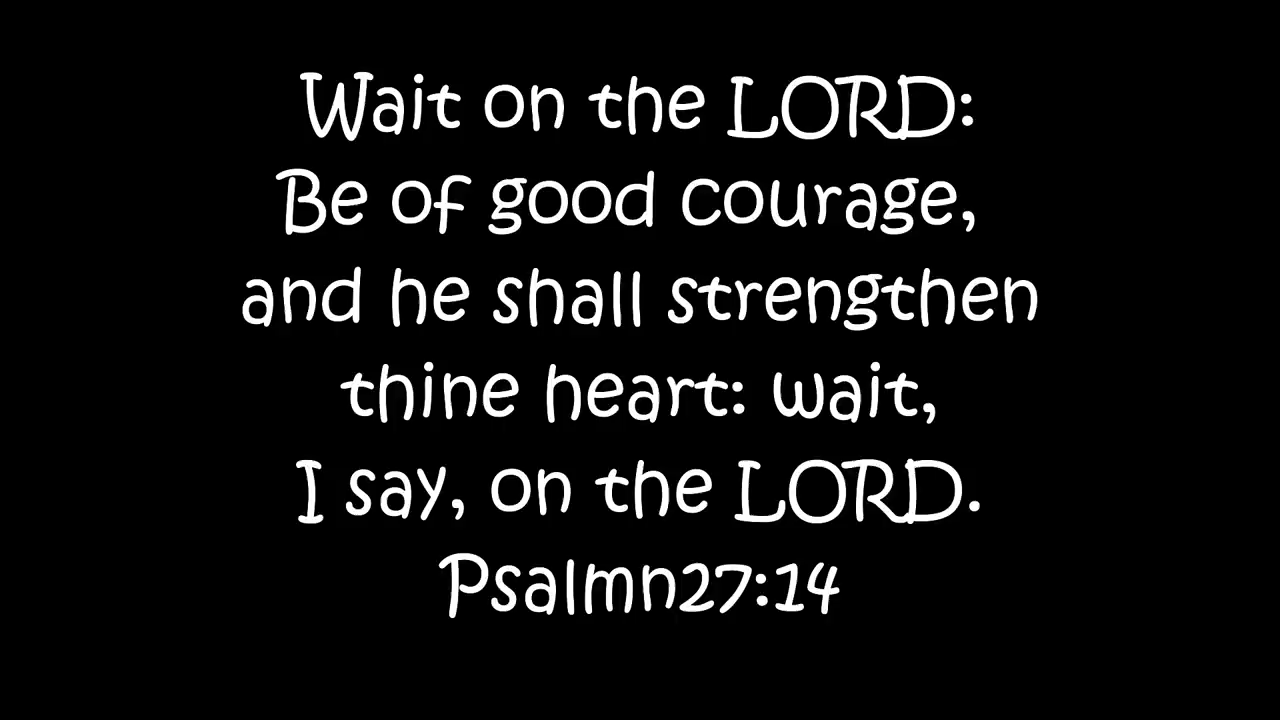 Wait on the LORD:
Be of good courage,
and he shall strengthen
thine heart: wait,
I say, on the LORD.
Psalmn27:14